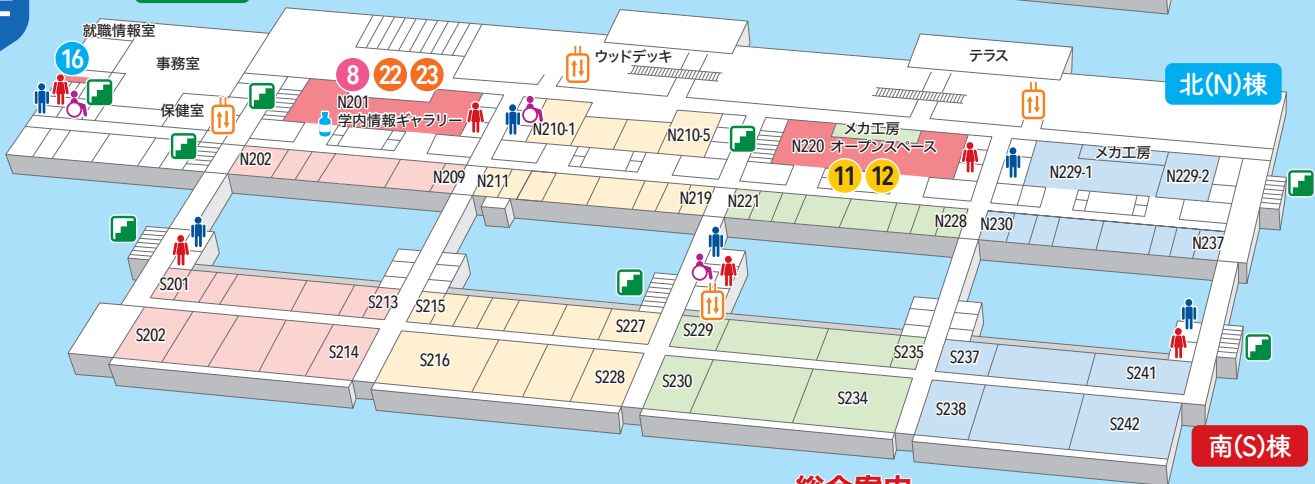 就職情報室
16
事務室
保健室
8 22 23
N201
学内情報ギャラリー
ウッドデッキ
テラス
北(N)棟
N210-1
N210-5
メカ工房
N220 オープンスペース
11 12
メカ工房
N229-1
N229-2
N202
N209
N211
N219
N221
N228
N230
N237
S201
S213
S215
S227
S229
S235
S237
S241
S202
S214
S216
S228
S230
S234
S238
S242
南(S)棟